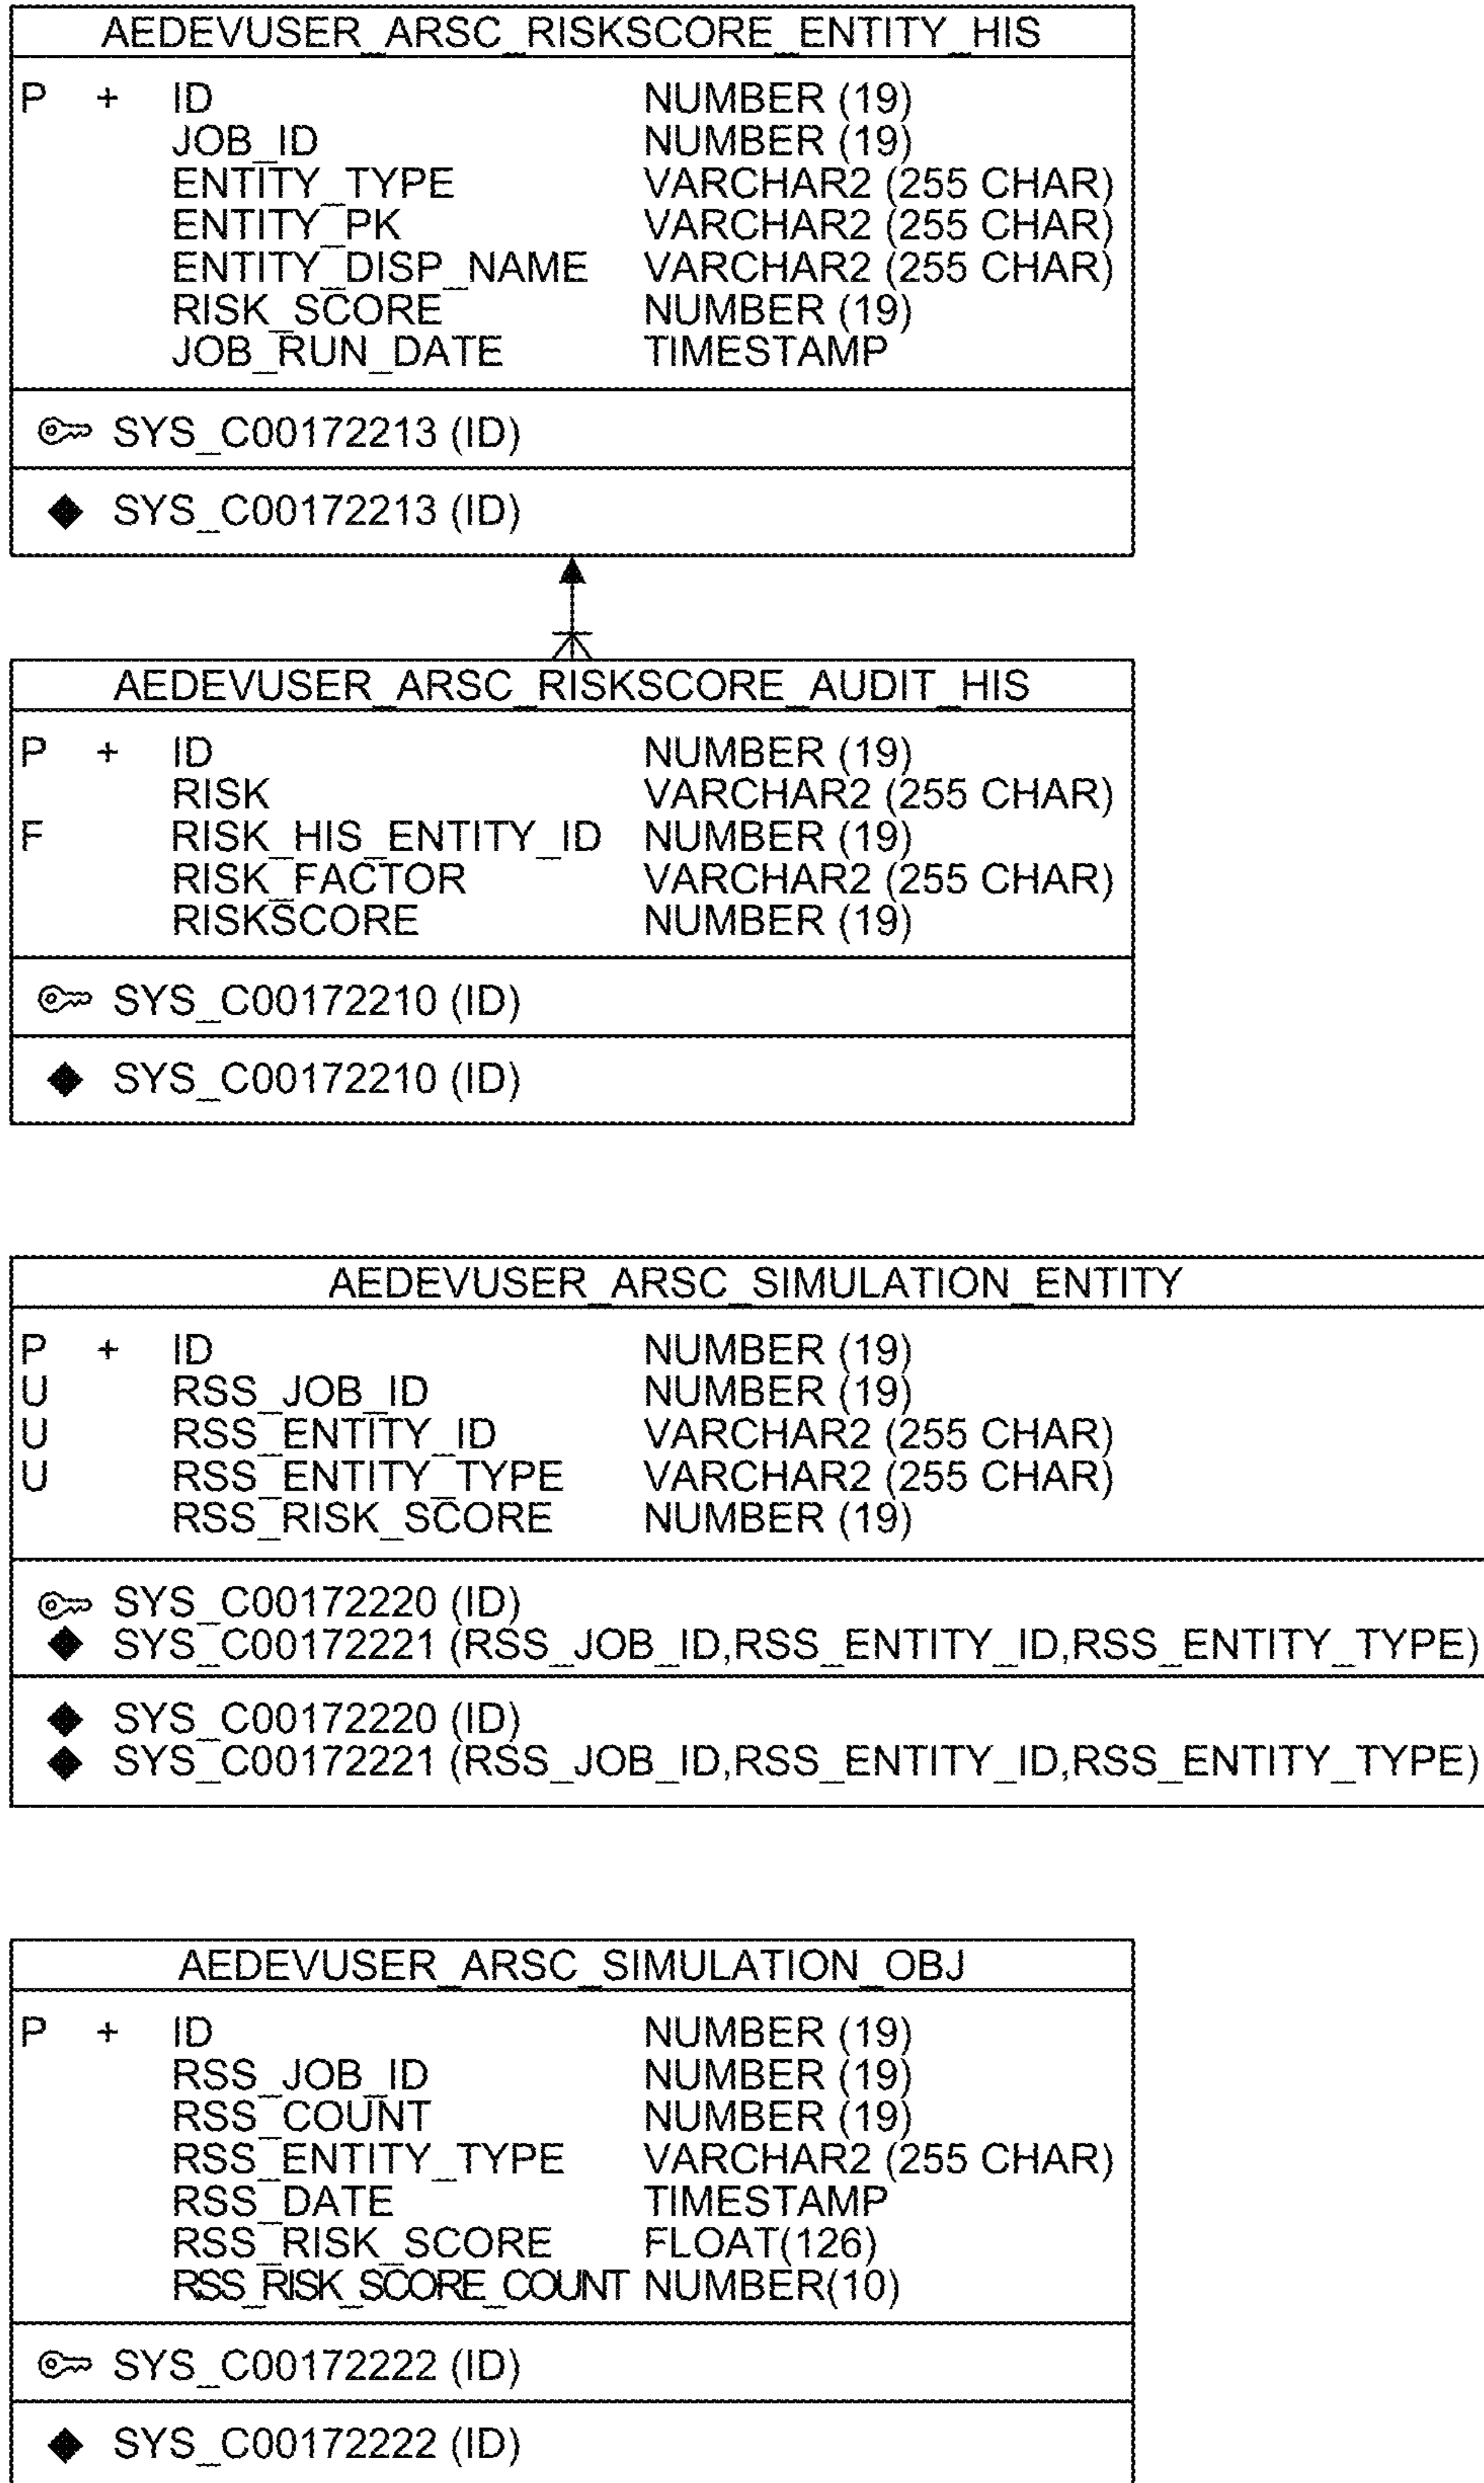 AEDEVUSER_ARSC_RISKSCORE_ENTITY_HIS
P + ID NUMBER (19)
JOB_ID NUMBER (19)
ENTITY_TYPE VARCHAR2 (255 CHAR)
ENTITY_PK VARCHAR2 (255 CHAR)
ENTITY_DISP_NAME VARCHAR2 (255 CHAR)
RISK_SCORE NUMBER (19)
JOB_RUN_DATE TIMESTAMP
SYS_C00172213 (ID)
SYS_C00172213 (ID)
AEDEVUSER_ARSC_RISKSCORE_AUDIT_HIS
P + ID NUMBER (19)
RISK VARCHAR2 (255 CHAR)
F RISK_HIS_ENTITY_ID NUMBER (19)
RISK_FACTOR VARCHAR2 (255 CHAR)
RISKSCORE NUMBER (19)
SYS_C00172210 (ID)
SYS_C00172210 (ID)
AEDEVUSER_ARSC_SIMULATION_ENTITY
P + ID NUMBER (19)
U RSS_JOB_ID NUMBER (19)
U RSS_ENTITY_ID VARCHAR2 (255 CHAR)
U RSS_ENTITY_TYPE VARCHAR2 (255 CHAR)
RSS_RISK_SCORE NUMBER (19)
SYS_C00172220 (ID)
SYS_C00172221 (RSS_JOB_ID,RSS_ENTITY_ID,RSS_ENTITY_TYPE)
SYS_C00172220 (ID)
SYS_C00172221 (RSS_JOB_ID,RSS_ENTITY_ID,RSS_ENTITY_TYPE)
AEDEVUSER_ARSC_SIMULATION_OBJ
P + ID NUMBER (19)
RSS_JOB_ID NUMBER (19)
RSS_COUNT NUMBER (19)
RSS_ENTITY_TYPE VARCHAR2 (255 CHAR)
RSS_DATE TIMESTAMP
RSS_RISK_SCORE FLOAT(126)
RSS_RISK_SCORE_COUNT NUMBER(10)
SYS_C00172222 (ID)
SYS_C00172222 (ID)